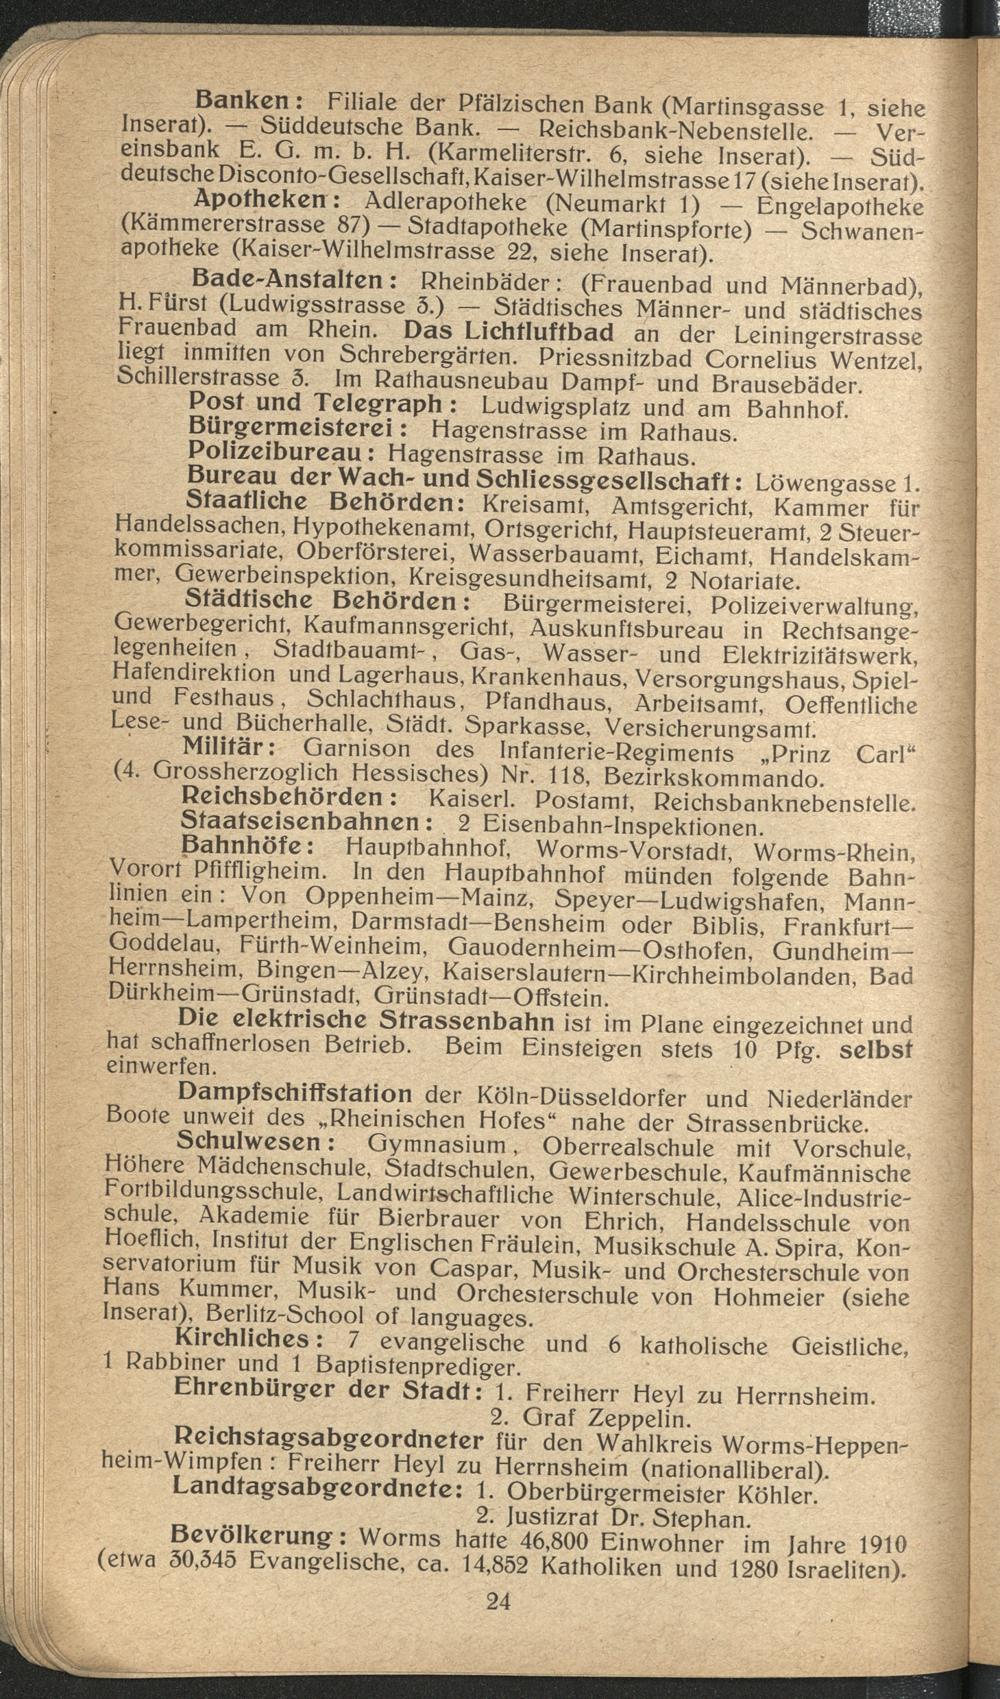 Banken: Filiale der Pfälzischen Bank (Martinsgasse 1, siehe
Inserat). — Süddeutsche Bank. — Reichsbank-Nebenstelle. — Ver-
einsbank E. G. m. b. H. (Karmeliterstr. 6, siehe Inserat). — Süd-
deutsche Disconto-Gesellschaft, Kaiser-Wilhelmstrasse 17 (siehe Inserat).
Apotheken: Adlerapotheke (Neumarkt 1) — Engelapotheke
(Kämmererstrasse 87) — Stadtapotheke (Martinspforte) — Schwanen-
apotheke (Kaiser-Wilhelmstrasse 22, siehe Inserat).
Bade-Anstalten: Rheinbäder: (Frauenbad und Männerbad),
H. Fürst (Ludwigsstrasse 3.) — Städtisches Männer- und städtisches
Frauenbad am Rhein. Das Lichtluftbad an der Leiningerstrasse
liegt inmitten von Schrebergärten. Priessnitzbad Cornelius Wentzel,
Schillerstrasse 3. Im Rathausneubau Dampf- und Brausebäder.
Post und Telegraph: Ludwigsplatz und am Bahnhof.
Bürgermeisterei: Hagenstrasse im Rathaus.
Polizeibureau: Hagenstrasse im Rathaus.
Bureau der Wach- und Schliessgesellschaft: Löwengasse 1.
Staatliche Behörden: Kreisamt, Amtsgericht, Kammer für
Handelssachen, Hypothekenamt, Ortsgericht, Hauptsteueramt, 2 Steuer-
kommissariate, Oberförsterei, Wasserbauamt, Eichamt, Handelskam-
mer, Gewerbeinspektion, Kreisgesundheitsamt, 2 Notariate.
Städtische Behörden: Bürgermeisterei, Polizeiverwaltung,
Gewerbegericht, Kaufmannsgericht, Auskunftsbureau in Rechtsange-
legenheiten, Stadtbauamt-, Gas-, Wasser- und Elektrizitätswerk,
Hafendirektion und Lagerhaus, Krankenhaus, Versorgungshaus, Spiel-
und Festhaus, Schlachthaus, Pfandhaus, Arbeitsamt, Oeffentliche
Lese- und Bücherhalle, Städt. Sparkasse, Versicherungsamt.
Militär: Garnison des Infanterie-Regiments „Prinz Carl“
(4. Grossherzoglich Hessisches) Nr. 118, Bezirkskommando.
Reichsbehörden: Kaiserl. Postamt, Reichsbanknebenstelle.
Staatseisenbahnen: 2 Eisenbahn-Inspektionen.
Bahnhöfe: Hauptbahnhof, Worms-Vorstadt, Worms-Rhein,
Vorort Pfiffligheim. In den Hauptbahnhof münden folgende Bahn-
linien ein: Von Oppenheim—Mainz, Speyer—Ludwigshafen, Mann-
heim—Lampertheim, Darmstadt—Bensheim oder Biblis, Frankfurt—
Goddelau, Fürth-Weinheim, Gauodernheim—Osthofen, Gundheim—
Herrnsheim, Bingen—Alzey, Kaiserslautern—Kirchheimbolanden, Bad
Dürkheim—Grünstadt, Grünstadt—Offstein.
Die elektrische Strassenbahn ist im Plane eingezeichnet und
hat schaffnerlosen Betrieb. Beim Einsteigen stets 10 Pfg. selbst
einwerfen.
Dampfschiffstation der Köln-Düsseldorfer und Niederländer
Boote unweit des „Rheinischen Hofes“ nahe der Strassenbrücke.
Schulwesen: Gymnasium, Oberrealschule mit Vorschule,
Höhere Mädchenschule, Stadtschulen, Gewerbeschule, Kaufmännische
Fortbildungsschule, Landwirtschaftliche Winterschule, Alice-Industrie-
schule, Akademie für Bierbrauer von Ehrich, Handelsschule von
Hoeflich, Institut der Englischen Fräulein, Musikschule A. Spira, Kon-
servatorium für Musik von Caspar, Musik- und Orchesterschule von
Hans Kummer, Musik- und Orchesterschule von Hohmeier (siehe
Inserat), Berlitz-School of languages.
Kirchliches: 7 evangelische und 6 katholische Geistliche,
1 Rabbiner und 1 Baptistenprediger.
Ehrenbürger der Stadt: 1. Freiherr Heyl zu Herrnsheim.
2. Graf Zeppelin.
Reichstagsabgeordneter für den Wahlkreis Worms-Heppen-
heim-Wimpfen: Freiherr Heyl zu Herrnsheim (nationalliberal).
Landtagsabgeordnete: 1. Oberbürgermeister Köhler.
2. Justizrat Dr. Stephan.
Bevölkerung: Worms hatte 46,800 Einwohner im Jahre 1910
(etwa 30,345 Evangelische, ca. 14,852 Katholiken und 1280 Israeliten).
24